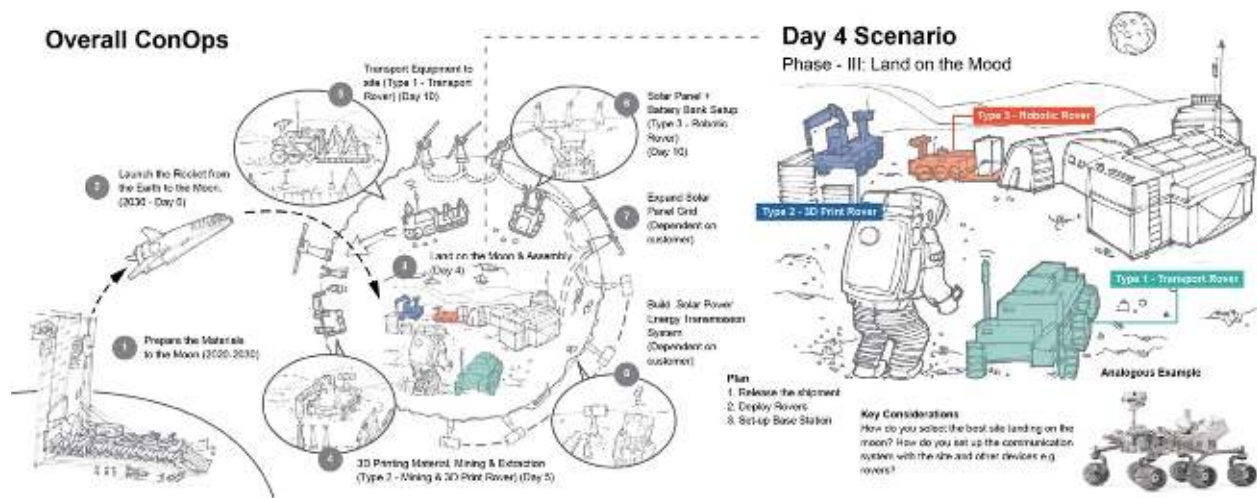 Overall ConOps
1
Prepare the Materials
to the Moon (2020-2030)
Launch the Rocket from
the Earth to the Moon.
3
Land on the Moon & Assembly
(Day 4)
4
3D Printing Material, Mining & Extraction
(Type 2 - Mining & 3D Print Rover) (Day 5)
Transport Equipment to
site (Type 1 - Transport
Rover) (Day 10)
6
Solar Panel +
Battery Bank Setup
(Type 3 - Robotic
Rover)
(Day 10)
7
Expand Solar
Panel Grid
(Dependent on
customer)
Build Solar Power
Energy Transmission
System
(Dependent on
customer)
Day 4 Scenario
Phase - III: Land on the Mood
Type 3 - Robotic Rover
Type 2 - 3D Print Rover
Type 1 - Transport Rover
Plan
1. Release the shipment
2. Deploy Rovers
3. Set-up Base Station
Key Considerations
How do you select the best site landing on the
moon? How do you set up the communication
system with the site and other devices e.g.
rovers?
Analogous Example